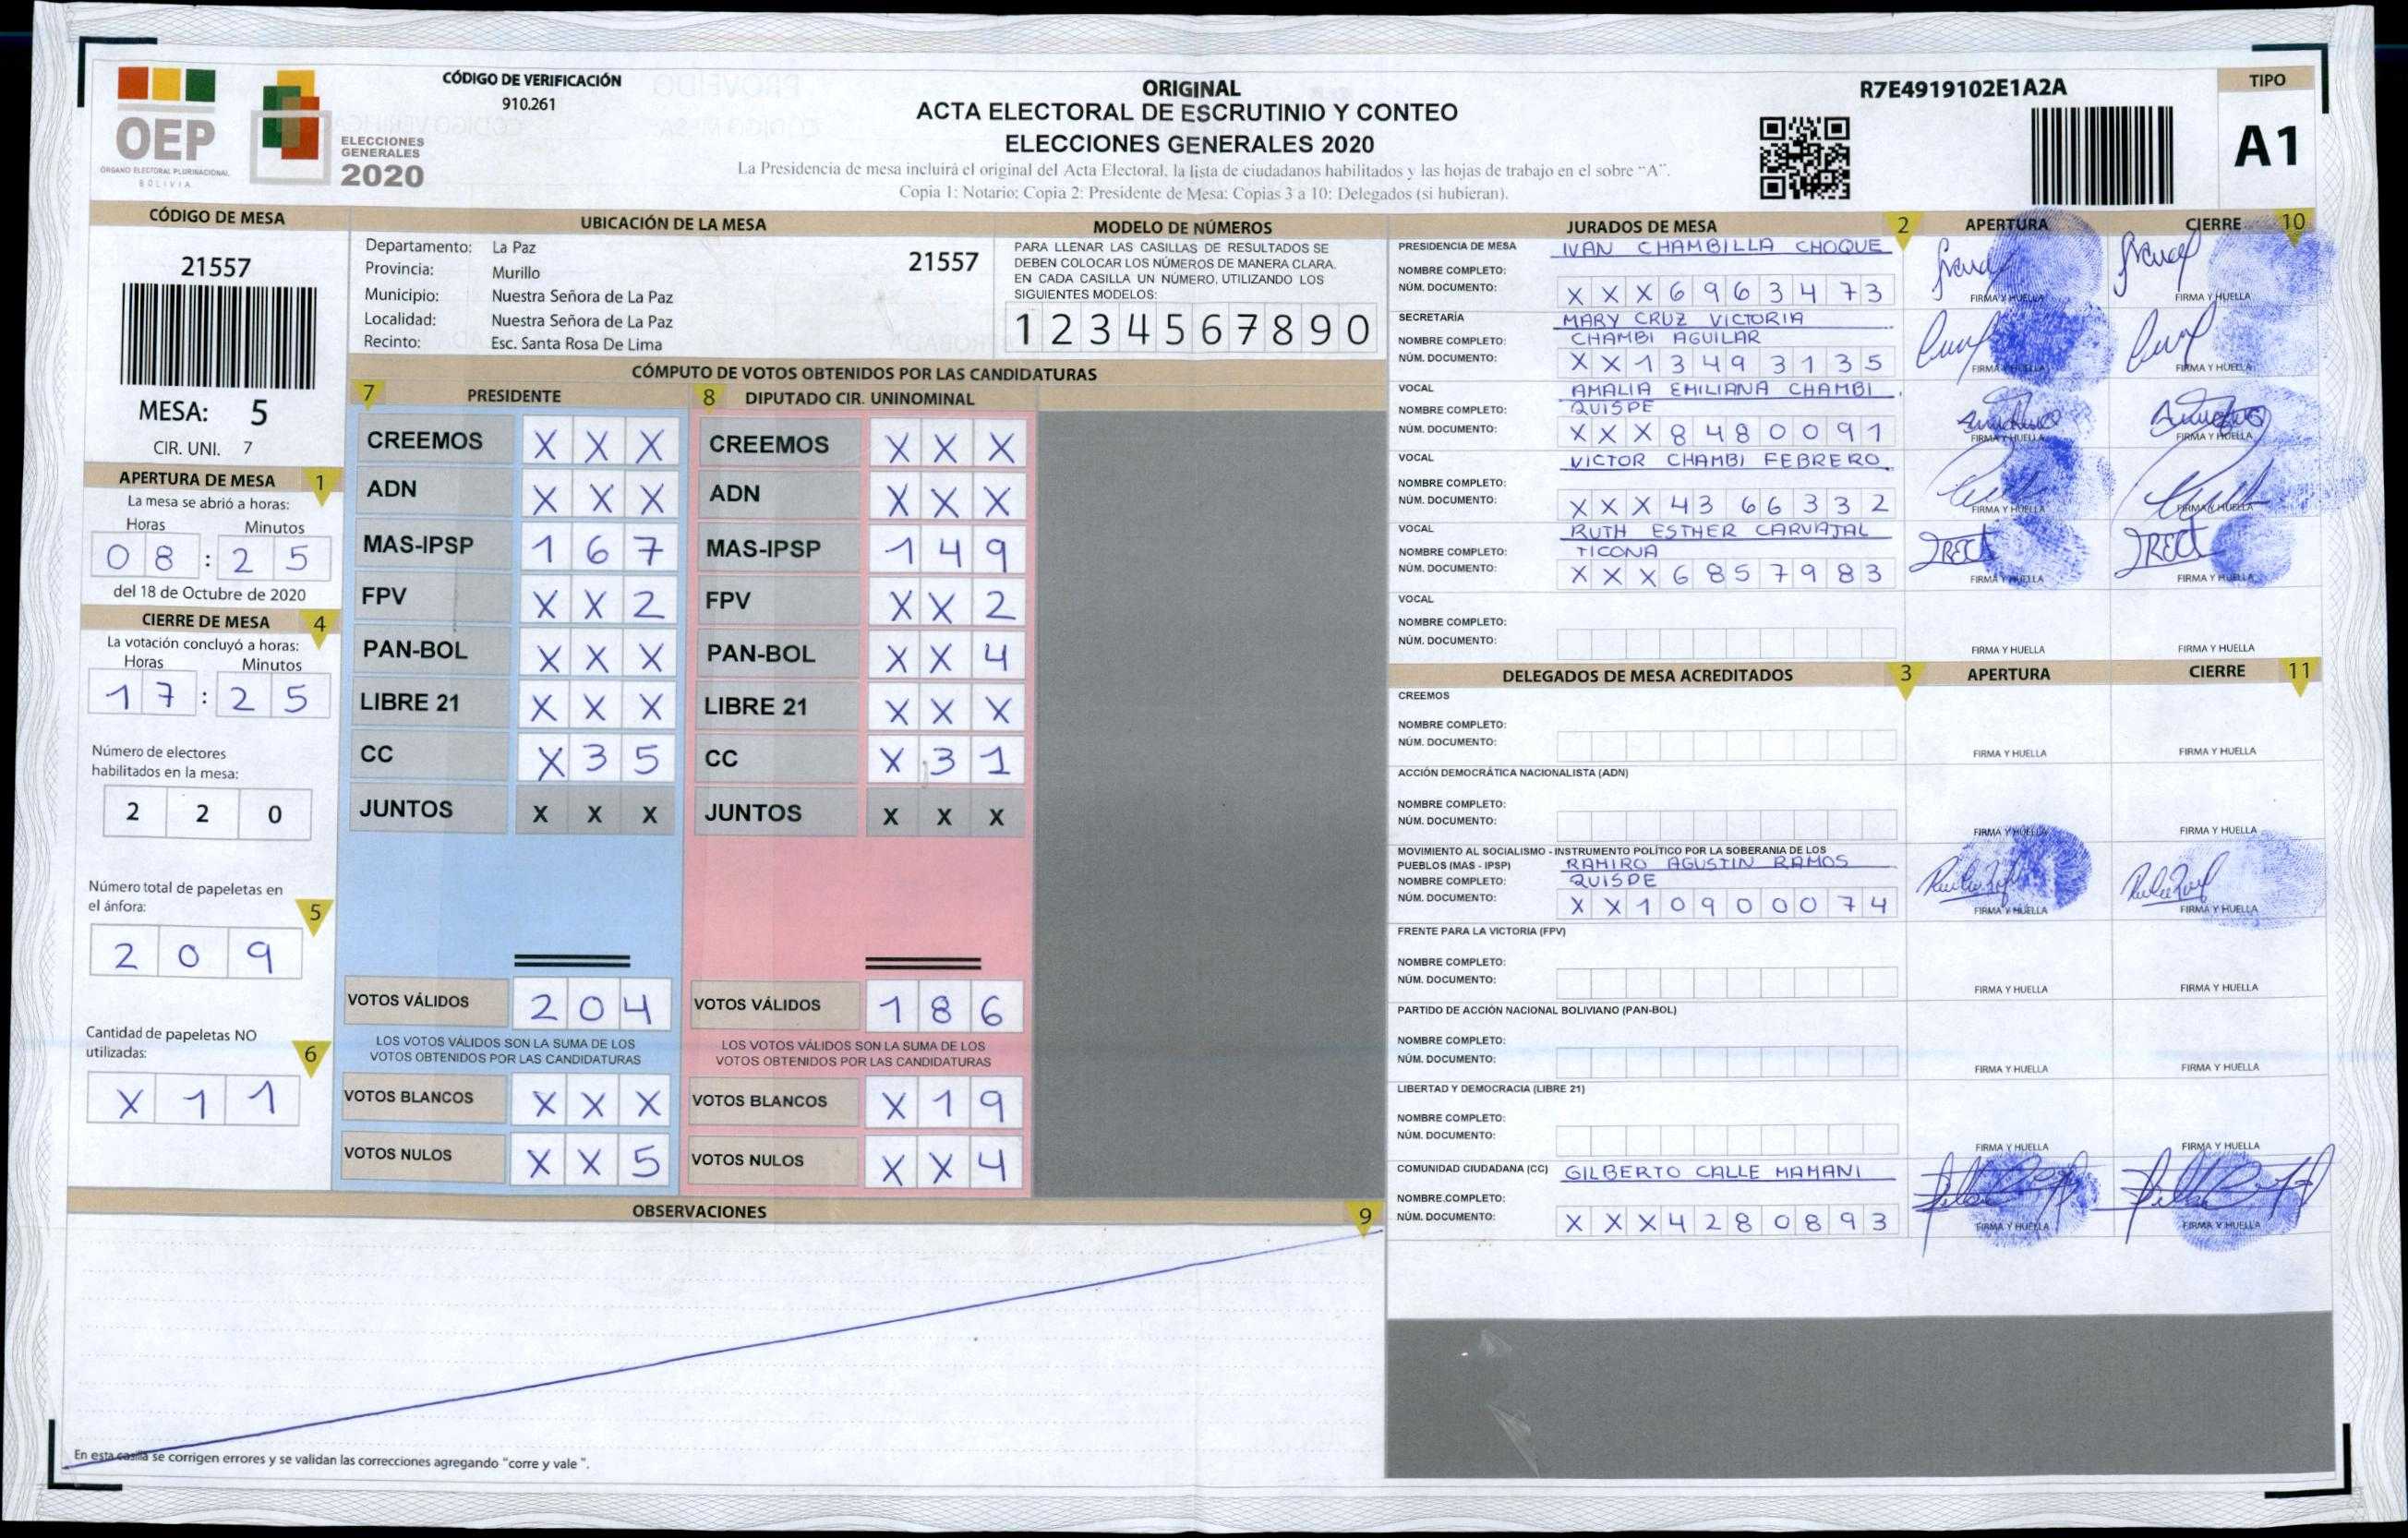 OEP
ÓRGANO ELECTORAL PLURINACIONAL
BOLIVIA
ELECCIONES
GENERALES
2020
CÓDIGO DE VERIFICACIÓN
910.261
ORIGINAL
ACTA ELECTORAL DE ESCRUTINIO Y CONTEO
ELECCIONES GENERALES 2020
La Presidencia de mesa incluirá el original del Acta Electoral, la lista de ciudadanos habilitados y las hojas de trabajo en el sobre "A".
Copia 1: Notario; Copia 2: Presidente de Mesa: Copias 3 a 10: Delegados (si hubieran).
R7E4919102E1A2A
TIPO
A1
CÓDIGO DE MESA
21557
MESA: 5
CIR. UNI. 7
APERTURA DE MESA 1
La mesa se abrió a horas:
Horas Minutos
0 8 : 2 5
del 18 de Octubre de 2020
CIERRE DE MESA 4
La votación concluyó a horas:
Horas Minutos
1 7 : 2 5
Número de electores
habilitados en la mesa:
2 2 0
Número total de papeletas en
el ánfora:
5
2 0 9
Cantidad de papeletas NO
utilizadas:
6
X 1 1
UBICACIÓN DE LA MESA
Departamento: La Paz
21557
Provincia: Murillo
Municipio: Nuestra Señora de La Paz
Localidad: Nuestra Señora de La Paz
Recinto: Esc. Santa Rosa De Lima
MODELO DE NÚMEROS
PARA LLENAR LAS CASILLAS DE RESULTADOS SE
DEBEN COLOCAR LOS NÚMEROS DE MANERA CLARA.
EN CADA CASILLA UN NÚMERO, UTILIZANDO LOS
SIGUIENTES MODELOS:
1 2 3 4 5 6 7 8 9 0
CÓMPUTO DE VOTOS OBTENIDOS POR LAS CANDIDATURAS
7 PRESIDENTE
CREEMOS X X X
ADN X X X
MAS-IPSP 1 6 7
FPV X X 2
PAN-BOL X X X
LIBRE 21 X X X
CC X 3 5
JUNTOS X X X
VOTOS VÁLIDOS 2 0 4
LOS VOTOS VÁLIDOS SON LA SUMA DE LOS
VOTOS OBTENIDOS POR LAS CANDIDATURAS
VOTOS BLANCOS X X X
VOTOS NULOS X X 5
8 DIPUTADO CIR. UNINOMINAL
CREEMOS X X X
ADN X X X
MAS-IPSP 1 4 9
FPV X X 2
PAN-BOL X X 4
LIBRE 21 X X X
CC X 3 1
JUNTOS X X X
VOTOS VÁLIDOS 1 8 6
LOS VOTOS VÁLIDOS SON LA SUMA DE LOS
VOTOS OBTENIDOS POR LAS CANDIDATURAS
VOTOS BLANCOS X 1 9
VOTOS NULOS X X 4
OBSERVACIONES 9
En esta casilla se corrigen errores y se validan las correcciones agregando "corre y vale ".
JURADOS DE MESA 2 APERTURA CIERRE 10
PRESIDENCIA DE MESA IVAN CHAMBILLA CHOQUE
NOMBRE COMPLETO:
NÚM. DOCUMENTO: X X X 6 9 6 3 4 7 3
FIRMA Y HUELLA FIRMA Y HUELLA
SECRETARÍA MARY CRUZ VICTORIA
NOMBRE COMPLETO: CHAMBI AGUILAR
NÚM. DOCUMENTO: X X 1 3 4 9 3 1 3 5
FIRMA Y HUELLA FIRMA Y HUELLA
VOCAL AMALIA EMILIANA CHAMBI
NOMBRE COMPLETO: QUISPE
NÚM. DOCUMENTO: X X X 8 4 8 0 0 9 1
FIRMA Y HUELLA FIRMA Y HUELLA
VOCAL VICTOR CHAMBI FEBRERO
NOMBRE COMPLETO:
NÚM. DOCUMENTO: X X X 4 3 6 6 3 3 2
FIRMA Y HUELLA FIRMA Y HUELLA
VOCAL RUTH ESTHER CARVAJAL
NOMBRE COMPLETO: TICONA
NÚM. DOCUMENTO: X X X 6 8 5 7 9 8 3
FIRMA Y HUELLA FIRMA Y HUELLA
VOCAL
NOMBRE COMPLETO:
NÚM. DOCUMENTO:
FIRMA Y HUELLA FIRMA Y HUELLA
DELEGADOS DE MESA ACREDITADOS 3 APERTURA CIERRE 11
CREEMOS
NOMBRE COMPLETO:
NÚM. DOCUMENTO:
FIRMA Y HUELLA FIRMA Y HUELLA
ACCIÓN DEMOCRÁTICA NACIONALISTA (ADN)
NOMBRE COMPLETO:
NÚM. DOCUMENTO:
FIRMA Y HUELLA FIRMA Y HUELLA
MOVIMIENTO AL SOCIALISMO - INSTRUMENTO POLÍTICO POR LA SOBERANIA DE LOS
PUEBLOS (MAS - IPSP) RAMIRO AGUSTIN RAMOS
NOMBRE COMPLETO: QUISPE
NÚM. DOCUMENTO: X X 1 0 9 0 0 0 7 4
FIRMA Y HUELLA FIRMA Y HUELLA
FRENTE PARA LA VICTORIA (FPV)
NOMBRE COMPLETO:
NÚM. DOCUMENTO:
FIRMA Y HUELLA FIRMA Y HUELLA
PARTIDO DE ACCIÓN NACIONAL BOLIVIANO (PAN-BOL)
NOMBRE COMPLETO:
NÚM. DOCUMENTO:
FIRMA Y HUELLA FIRMA Y HUELLA
LIBERTAD Y DEMOCRACIA (LIBRE 21)
NOMBRE COMPLETO:
NÚM. DOCUMENTO:
FIRMA Y HUELLA FIRMA Y HUELLA
COMUNIDAD CIUDADANA (CC) GILBERTO CALLE MAMANI
NOMBRE.COMPLETO:
NÚM. DOCUMENTO: X X X 4 2 8 0 8 9 3
FIRMA Y HUELLA FIRMA Y HUELLA